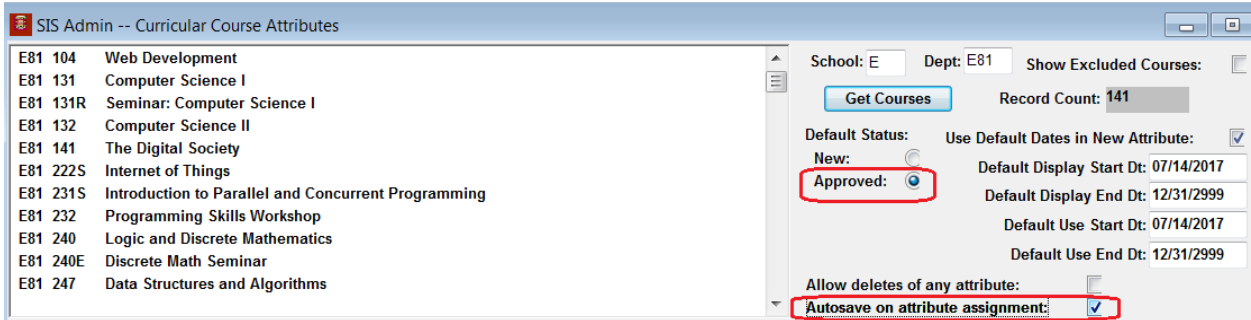 SIS Admin -- Curricular Course Attributes
E81 104 Web Development
E81 131 Computer Science I
E81 131R Seminar: Computer Science I
E81 132 Computer Science II
E81 141 The Digital Society
E81 222S Internet of Things
E81 231S Introduction to Parallel and Concurrent Programming
E81 232 Programming Skills Workshop
E81 240 Logic and Discrete Mathematics
E81 240E Discrete Math Seminar
E81 247 Data Structures and Algorithms
School: E Dept: E81 Show Excluded Courses:
Get Courses Record Count: 141
Default Status: Use Default Dates in New Attribute:
New: Default Display Start Dt: 07/14/2017
Approved: Default Display End Dt: 12/31/2999
Default Use Start Dt: 07/14/2017
Default Use End Dt: 12/31/2999
Allow deletes of any attribute:
Autosave on attribute assignment: